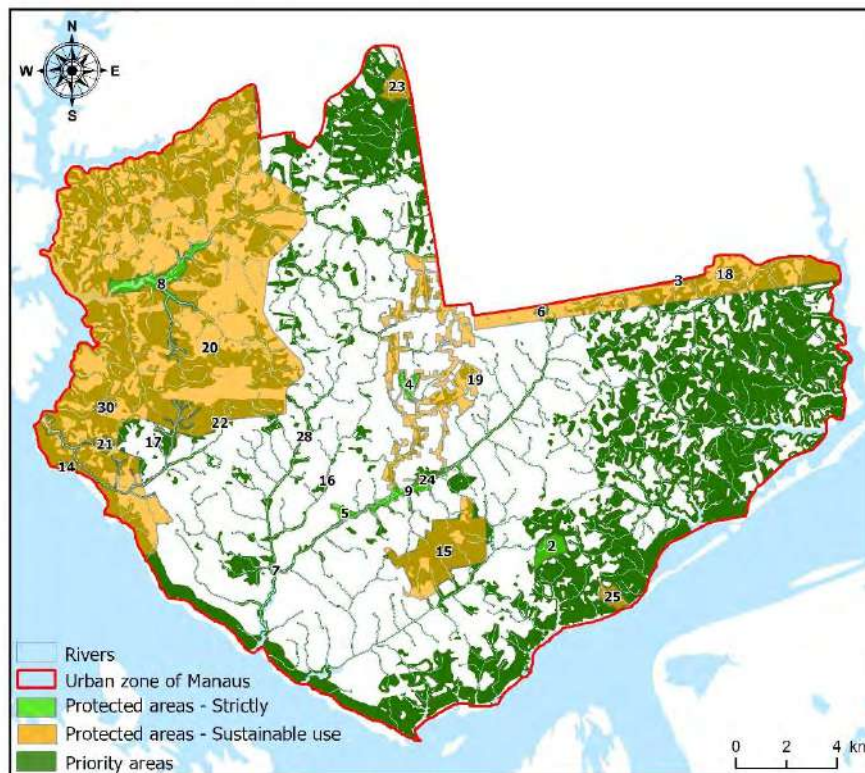 N
W E
S
23
3 18
6
8
20
4 19
30
22
21 17 28
14
16 24
9
5
2
15
7
25
Rivers
Urban zone of Manaus
Protected areas - Strictly
Protected areas - Sustainable use
Priority areas
0 2 4 km